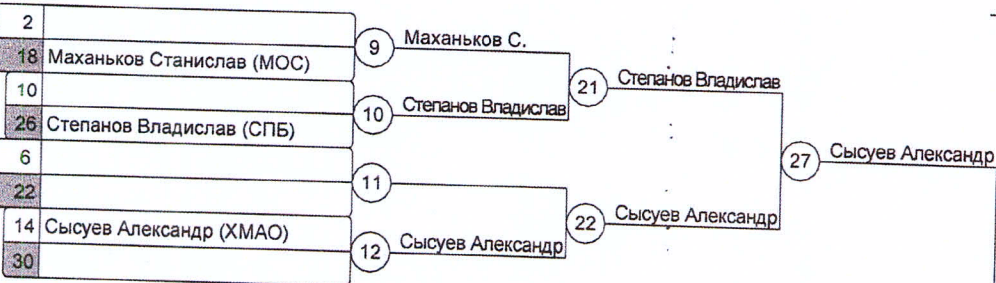 2
18 Маханьков Станислав (МОС)
10
26 Степанов Владислав (СПБ)
6
22
14 Сысуев Александр (ХМАО)
30
9 Маханьков С.
10 Степанов Владислав
11
12 Сысуев Александр
21 Степанов Владислав
22 Сысуев Александр
27 Сысуев Александр